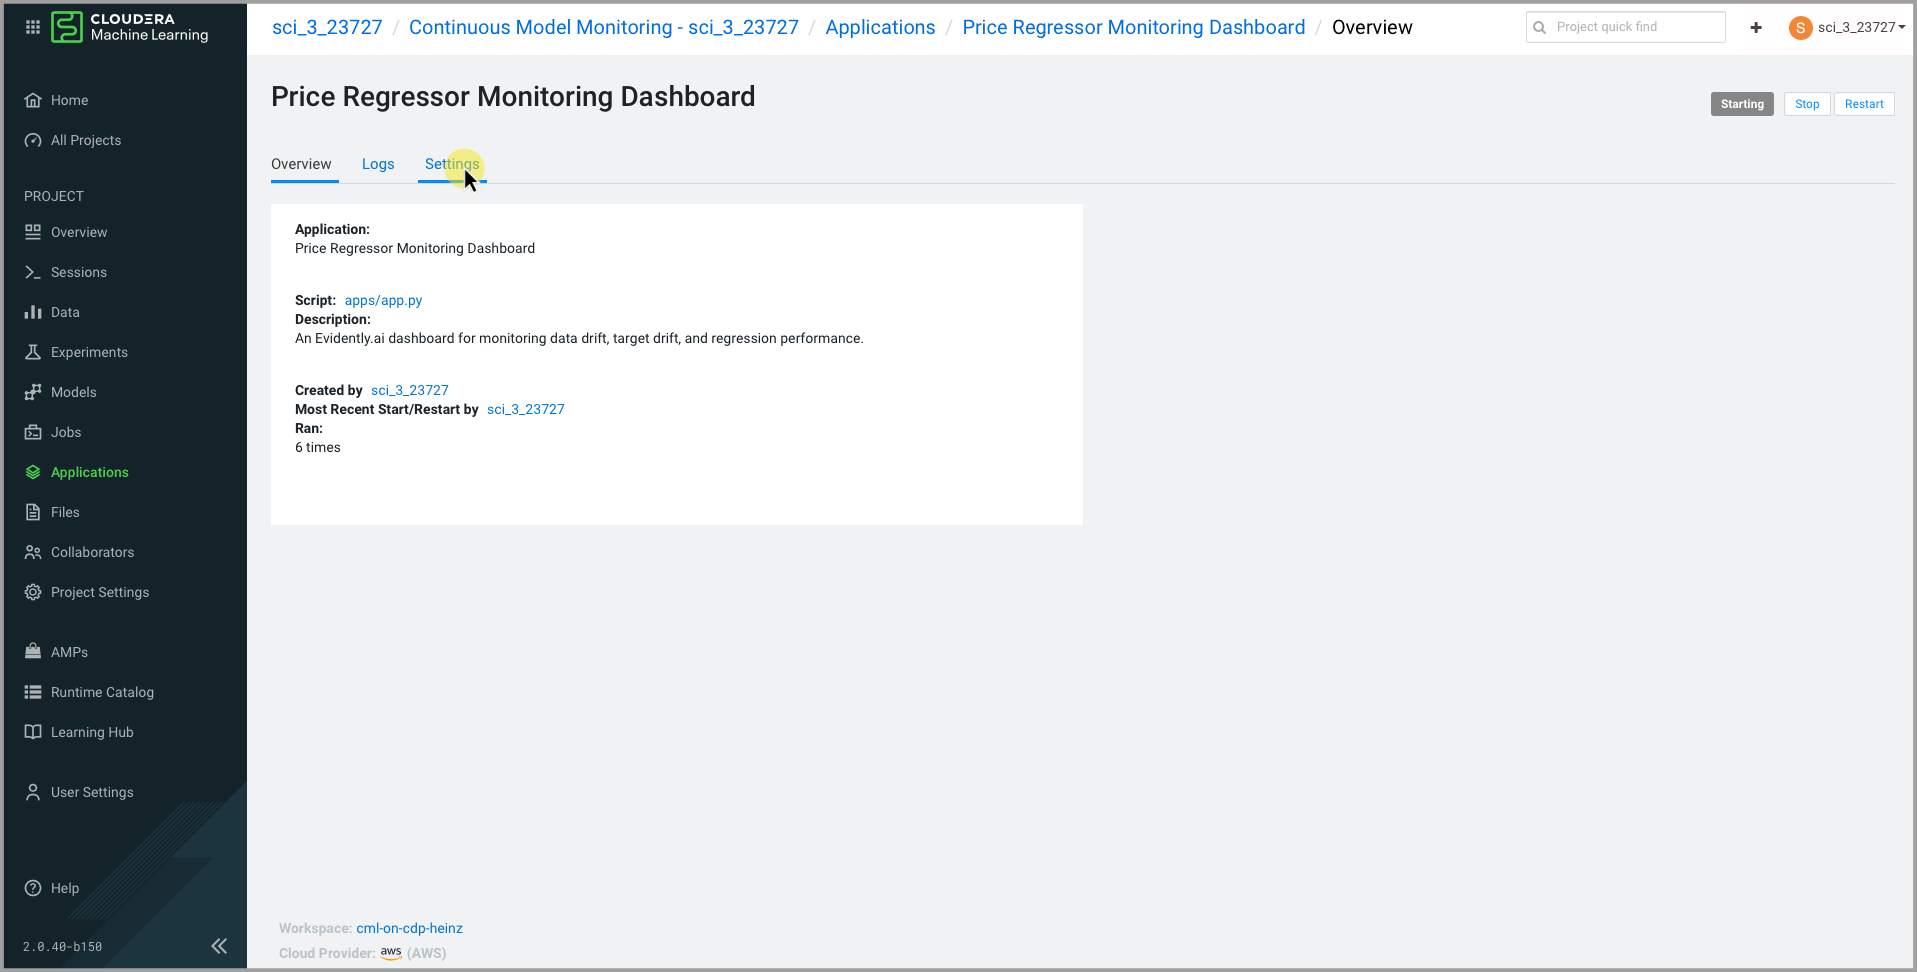 CLOUDERA
Machine Learning
sci_3_23727 / Continuous Model Monitoring - sci_3_23727 / Applications / Price Regressor Monitoring Dashboard / Overview
Project quick find
+
S sci_3_23727
Home
All Projects
PROJECT
Overview
Sessions
Data
Experiments
Models
Jobs
Applications
Files
Collaborators
Project Settings
AMPs
Runtime Catalog
Learning Hub
User Settings
Help
2.0.40-b150
Price Regressor Monitoring Dashboard
Starting Stop Restart
Overview Logs Settings
Application:
Price Regressor Monitoring Dashboard
Script: apps/app.py
Description:
An Evidently.ai dashboard for monitoring data drift, target drift, and regression performance.
Created by sci_3_23727
Most Recent Start/Restart by sci_3_23727
Ran:
6 times
Workspace: cml-on-cdp-heinz
Cloud Provider: aws (AWS)